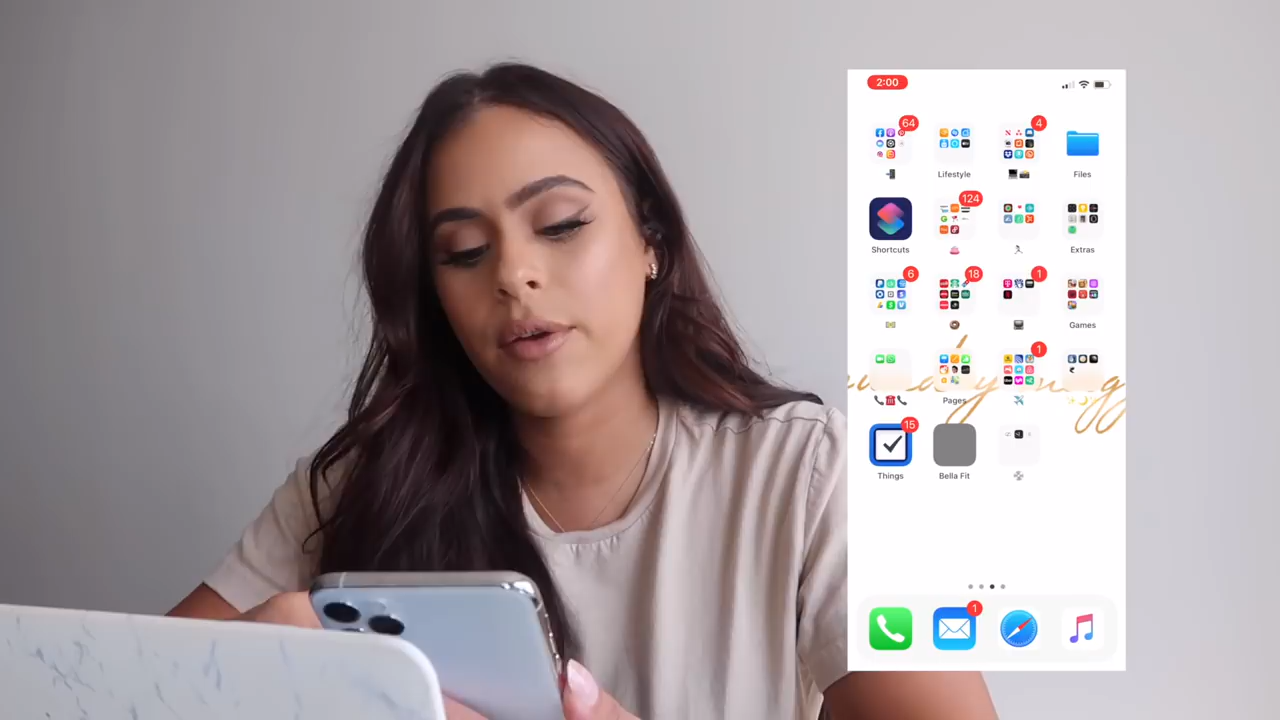 2:00
64
4
Lifestyle
Files
124
Shortcuts
Extras
6
18
1
Games
1
Pages
15
Things
Bella Fit
1